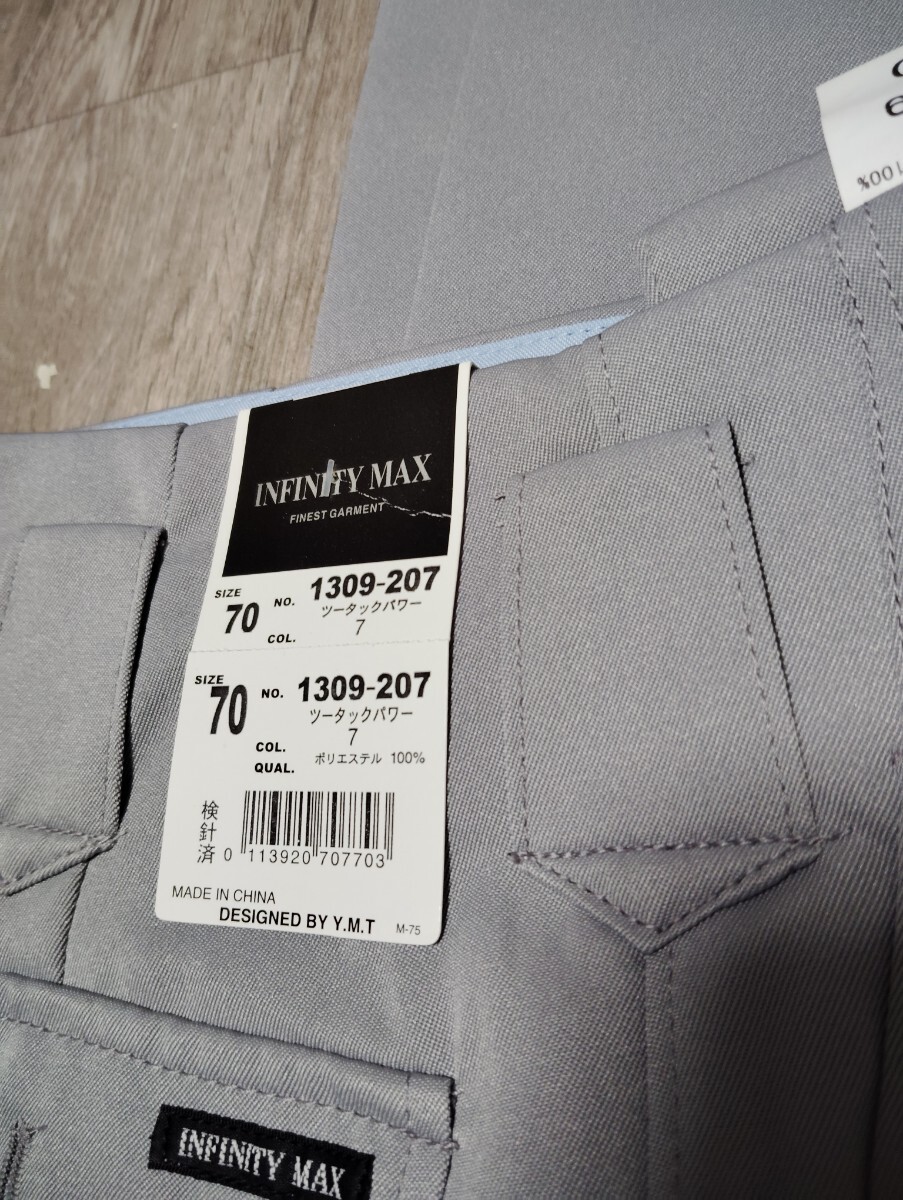 100%
INFINITY MAX
FINEST GARMENT
SIZE 70 NO. 1309-207
ツータックパワー
COL. 7
SIZE 70 NO. 1309-207
ツータックパワー
COL. 7
QUAL. ポリエステル 100%
検針済
0 113920 707703
MADE IN CHINA
DESIGNED BY Y.M.T M-75
INFINITY MAX